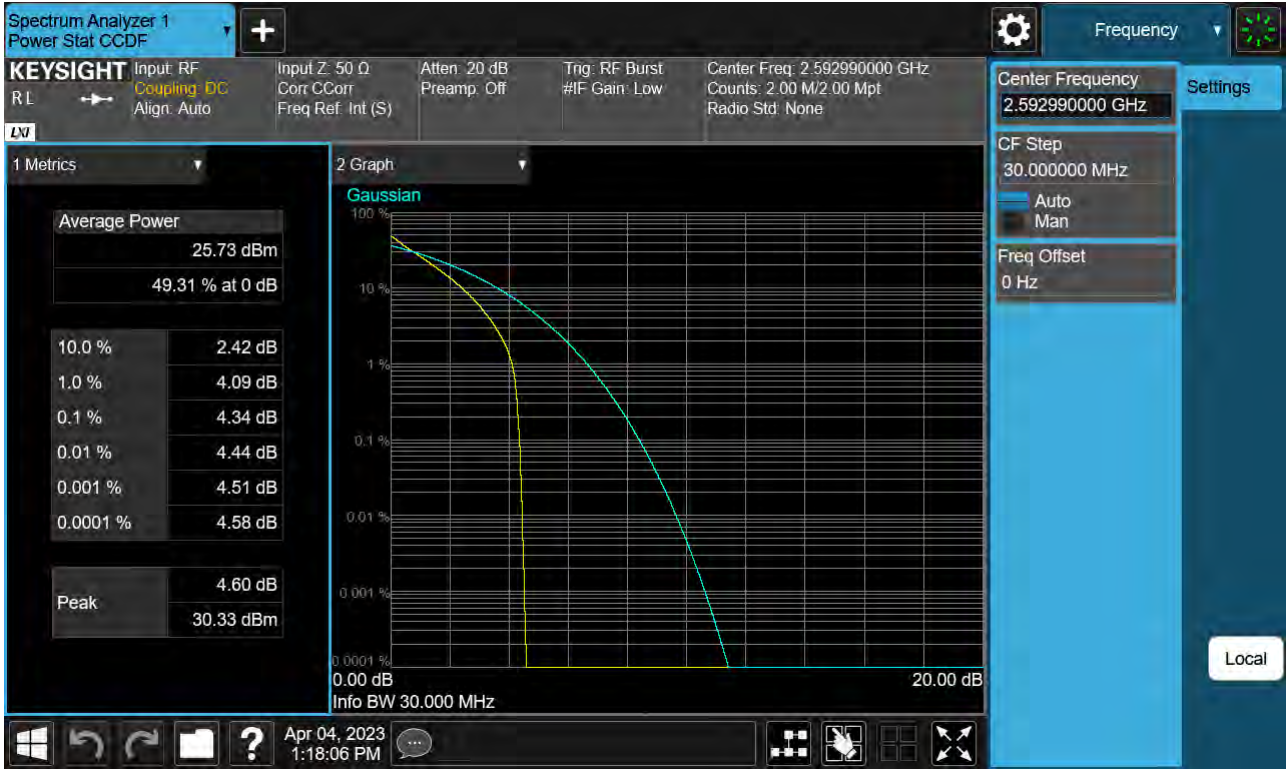 Spectrum Analyzer 1
Power Stat CCDF
Frequency
KEYSIGHT
RL
LXI
Input: RF
Coupling: DC
Align: Auto
Input Z: 50 Ω
Corr CCorr
Freq Ref: Int (S)
Atten: 20 dB
Preamp: Off
Trig: RF Burst
#IF Gain: Low
Center Freq: 2.592990000 GHz
Counts: 2.00 M/2.00 Mpt
Radio Std: None
Center Frequency
2.592990000 GHz
Settings
CF Step
30.000000 MHz
Auto
Man
Freq Offset
0 Hz
Local
1 Metrics
Average Power
25.73 dBm
49.31 % at 0 dB
10.0 % 2.42 dB
1.0 % 4.09 dB
0.1 % 4.34 dB
0.01 % 4.44 dB
0.001 % 4.51 dB
0.0001 % 4.58 dB
Peak
4.60 dB
30.33 dBm
2 Graph
Gaussian
100 %
10 %
1 %
0.1 %
0.01 %
0.001 %
0.0001 %
0.00 dB
20.00 dB
Info BW 30.000 MHz
?
Apr 04, 2023
1:18:06 PM